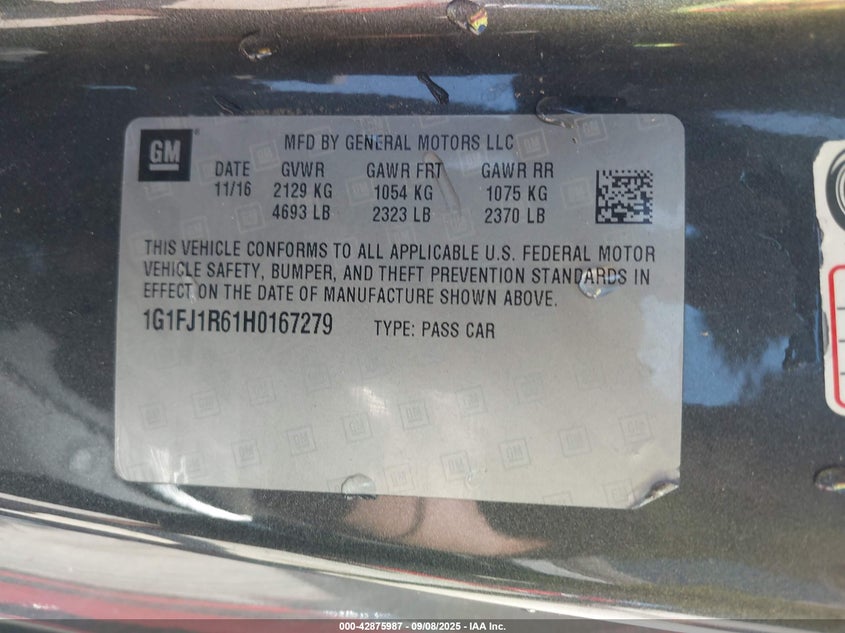 GM
MFD BY GENERAL MOTORS LLC
DATE GVWR GAWR FRT GAWR RR
11/16 2129 KG 1054 KG 1075 KG
4693 LB 2323 LB 2370 LB
THIS VEHICLE CONFORMS TO ALL APPLICABLE U.S. FEDERAL MOTOR
VEHICLE SAFETY, BUMPER, AND THEFT PREVENTION STANDARDS IN
EFFECT ON THE DATE OF MANUFACTURE SHOWN ABOVE.
1G1FJ1R61H0167279 TYPE: PASS CAR
000-42875987 - 09/08/2025 - IAA Inc.